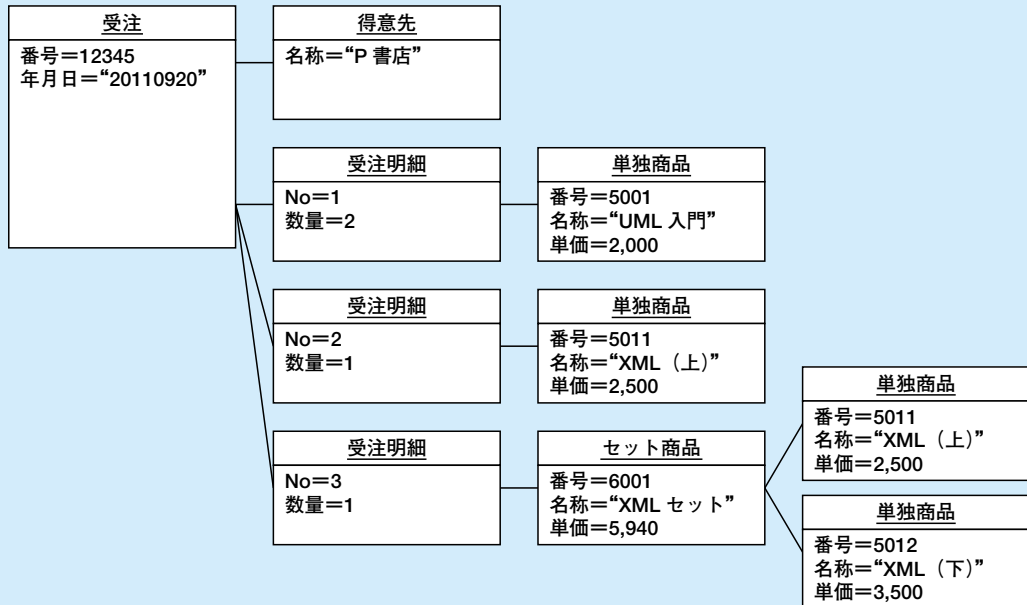 受注
番号＝12345
年月日＝“20110920”
得意先
名称＝“P 書店”
受注明細
No＝1
数量＝2
単独商品
番号＝5001
名称＝“UML 入門”
単価＝2,000
受注明細
No＝2
数量＝1
単独商品
番号＝5011
名称＝“XML（上）”
単価＝2,500
受注明細
No＝3
数量＝1
セット商品
番号＝6001
名称＝“XML セット”
単価＝5,940
単独商品
番号＝5011
名称＝“XML（上）”
単価＝2,500
単独商品
番号＝5012
名称＝“XML（下）”
単価＝3,500